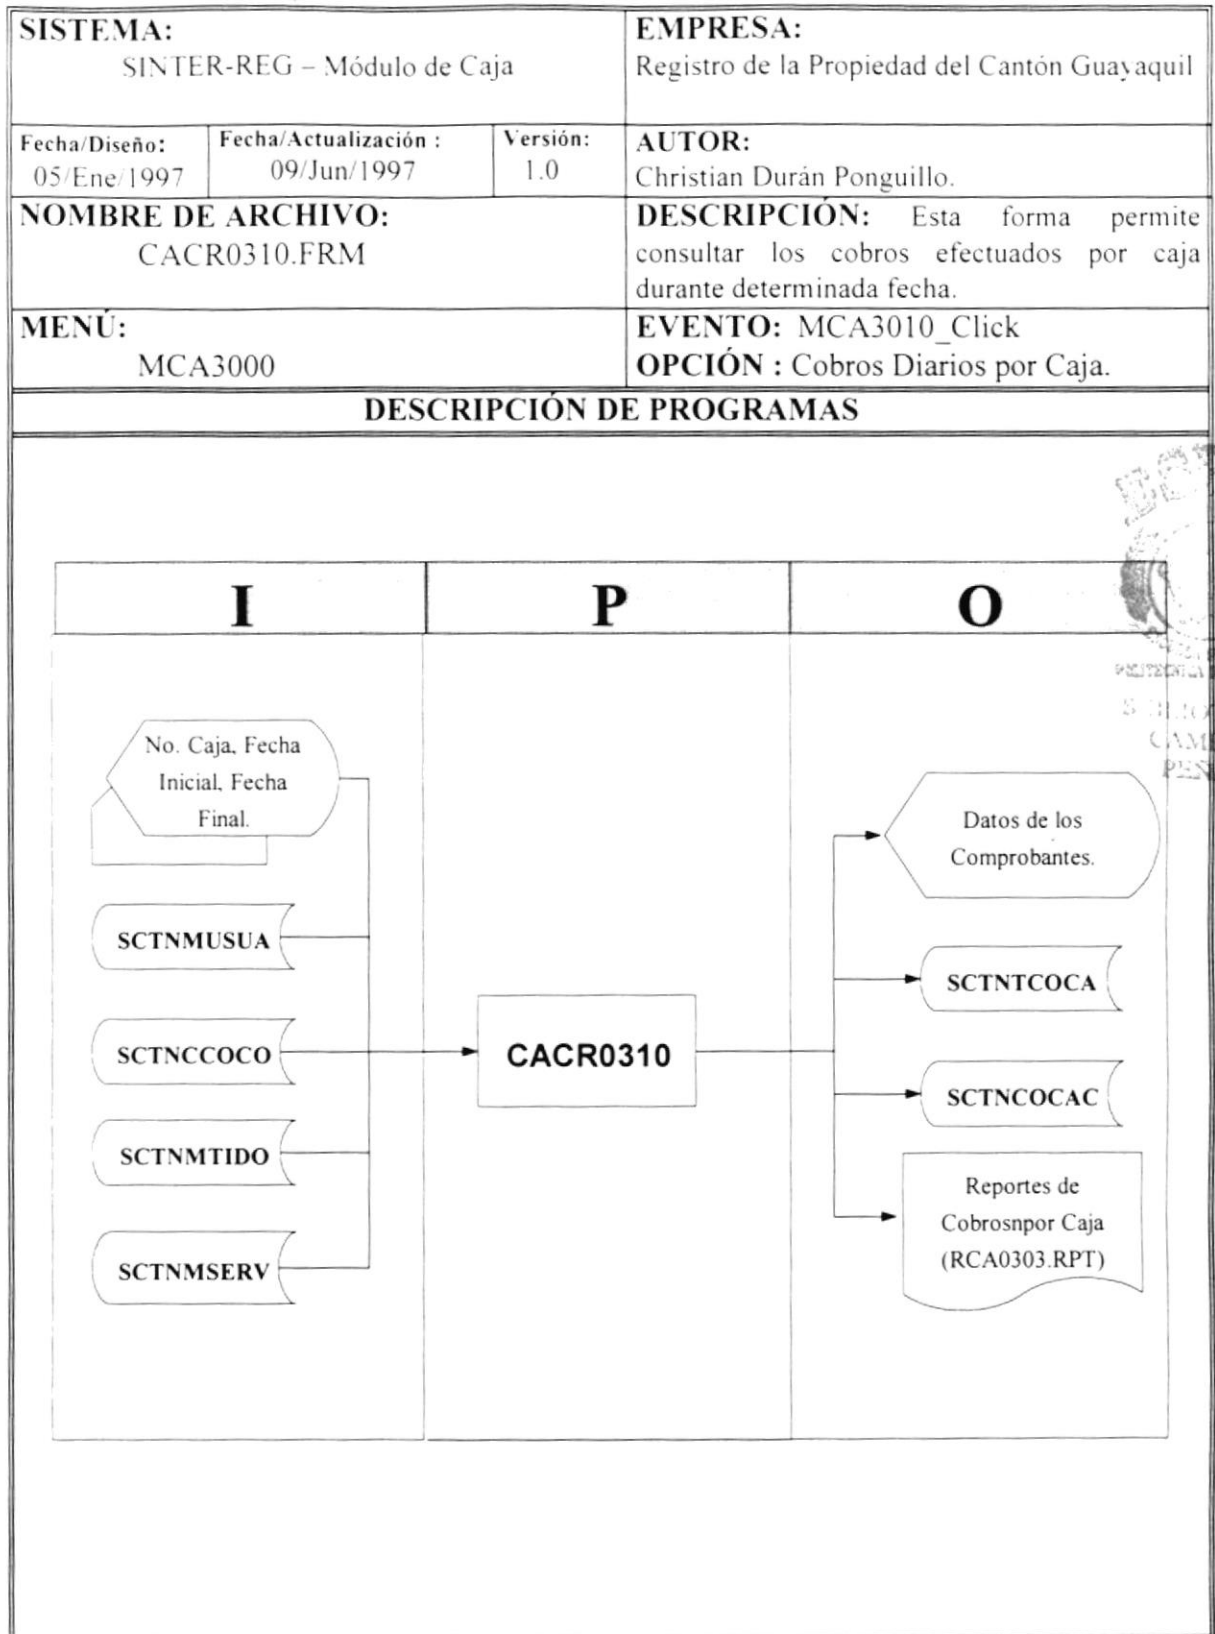 SISTEMA:
SINTER-REG – Módulo de Caja
EMPRESA:
Registro de la Propiedad del Cantón Guayaquil
Fecha/Diseño:
05/Ene/1997
Fecha/Actualización :
09/Jun/1997
Versión:
1.0
AUTOR:
Christian Durán Ponguillo.
NOMBRE DE ARCHIVO:
CACR0310.FRM
DESCRIPCIÓN: Esta forma permite
consultar los cobros efectuados por caja
durante determinada fecha.
MENÚ:
MCA3000
EVENTO: MCA3010_Click
OPCIÓN : Cobros Diarios por Caja.
DESCRIPCIÓN DE PROGRAMAS
I
P
O
No. Caja, Fecha
Inicial, Fecha
Final.
SCTNMUSUA
SCTNCCOCO
SCTNMTIDO
SCTNMSERV
CACR0310
Datos de los
Comprobantes.
SCTNTCOCA
SCTNCOCAC
Reportes de
Cobrosnpor Caja
(RCA0303.RPT)